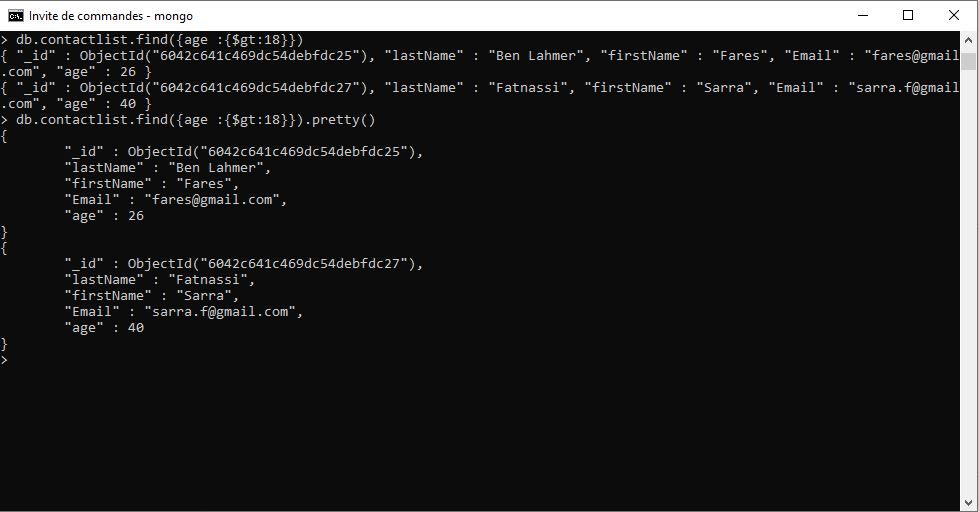 Invite de commandes - mongo
> db.contactlist.find({age :{$gt:18}})
{ "_id" : ObjectId("6042c641c469dc54debfdc25"), "lastName" : "Ben Lahmer", "firstName" : "Fares", "Email" : "fares@gmail
.com", "age" : 26 }
{ "_id" : ObjectId("6042c641c469dc54debfdc27"), "lastName" : "Fatnassi", "firstName" : "Sarra", "Email" : "sarra.f@gmail
.com", "age" : 40 }
> db.contactlist.find({age :{$gt:18}}).pretty()
{
        "_id" : ObjectId("6042c641c469dc54debfdc25"),
        "lastName" : "Ben Lahmer",
        "firstName" : "Fares",
        "Email" : "fares@gmail.com",
        "age" : 26
}
{
        "_id" : ObjectId("6042c641c469dc54debfdc27"),
        "lastName" : "Fatnassi",
        "firstName" : "Sarra",
        "Email" : "sarra.f@gmail.com",
        "age" : 40
}
>